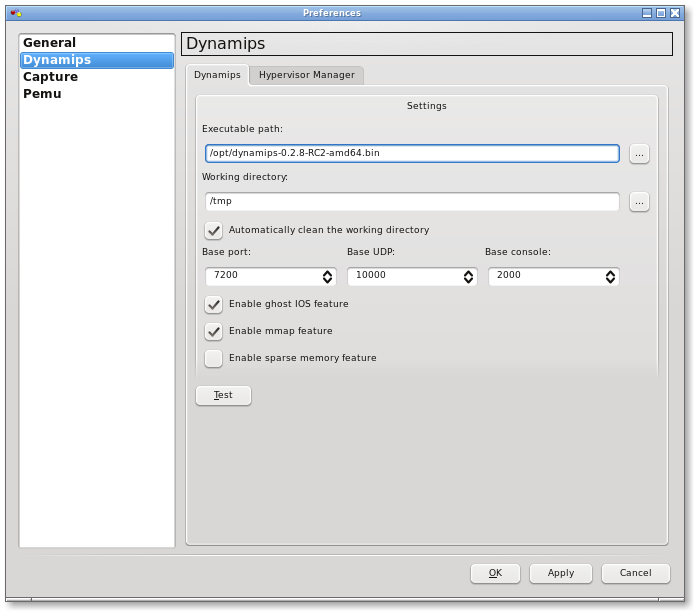 Preferences
General
Dynamips
Capture
Pemu
Dynamips
Dynamips Hypervisor Manager
Settings
Executable path:
/opt/dynamips-0.2.8-RC2-amd64.bin ...
Working directory:
/tmp ...
Automatically clean the working directory
Base port: Base UDP: Base console:
7200 10000 2000
Enable ghost IOS feature
Enable mmap feature
Enable sparse memory feature
Test
OK Apply Cancel